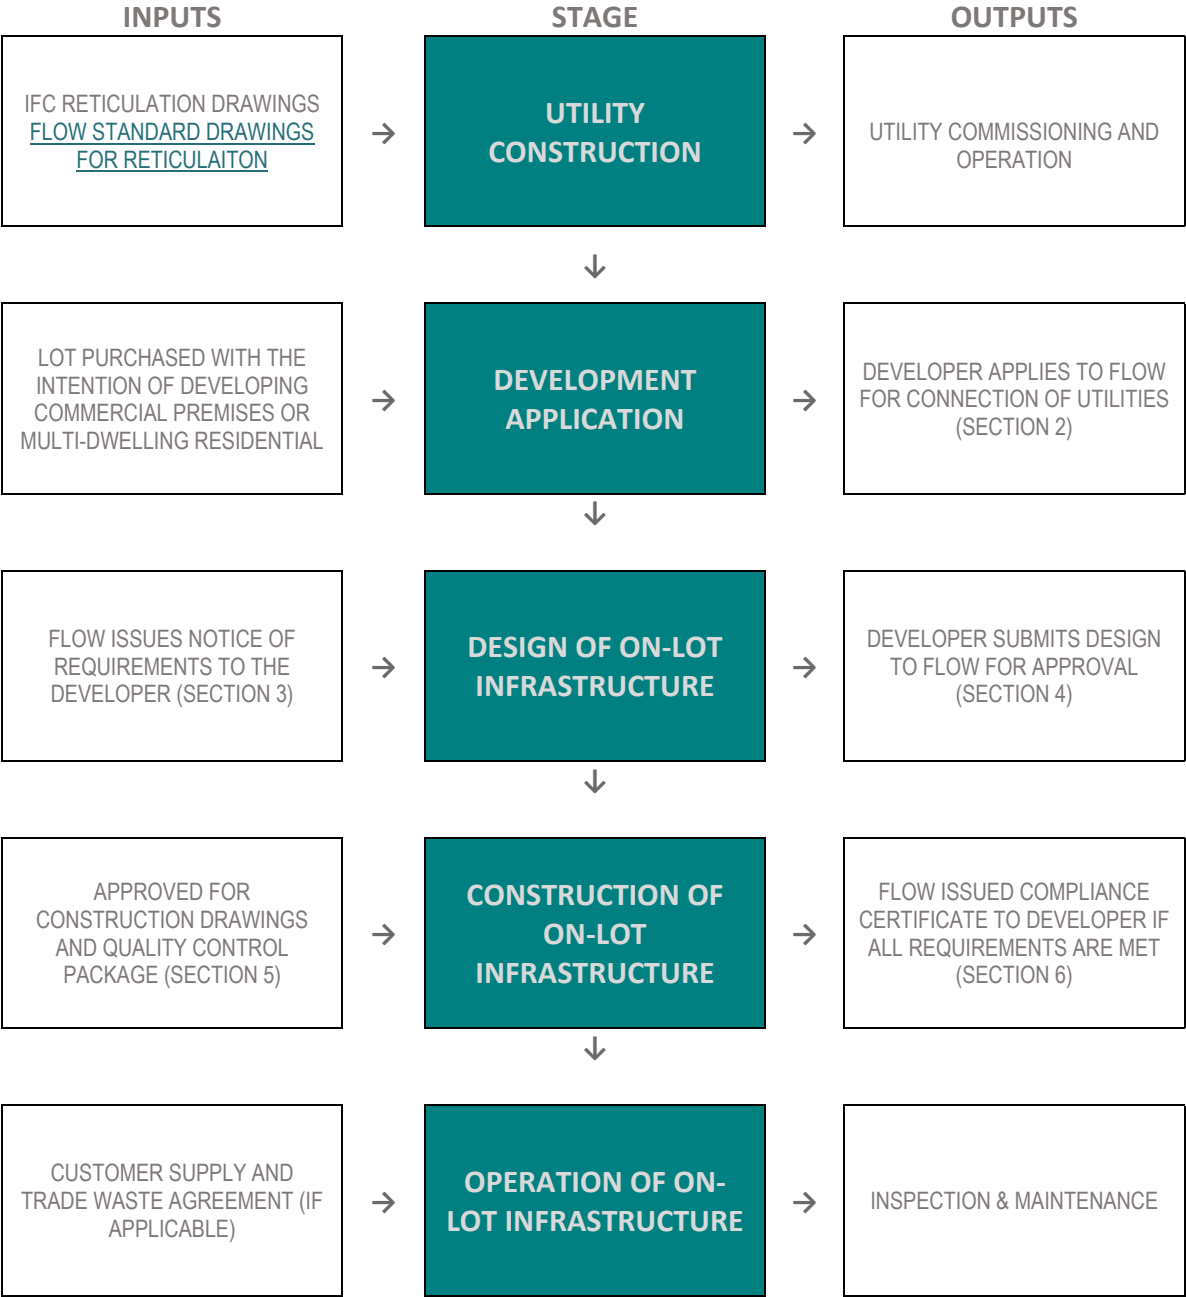 INPUTS
STAGE
OUTPUTS
IFC RETICULATION DRAWINGS
FLOW STANDARD DRAWINGS
FOR RETICULAITON
→
UTILITY
CONSTRUCTION
→
UTILITY COMMISSIONING AND
OPERATION
↓
LOT PURCHASED WITH THE
INTENTION OF DEVELOPING
COMMERCIAL PREMISES OR
MULTI-DWELLING RESIDENTIAL
→
DEVELOPMENT
APPLICATION
→
DEVELOPER APPLIES TO FLOW
FOR CONNECTION OF UTILITIES
(SECTION 2)
↓
FLOW ISSUES NOTICE OF
REQUIREMENTS TO THE
DEVELOPER (SECTION 3)
→
DESIGN OF ON-LOT
INFRASTRUCTURE
→
DEVELOPER SUBMITS DESIGN
TO FLOW FOR APPROVAL
(SECTION 4)
↓
APPROVED FOR
CONSTRUCTION DRAWINGS
AND QUALITY CONTROL
PACKAGE (SECTION 5)
→
CONSTRUCTION OF
ON-LOT
INFRASTRUCTURE
→
FLOW ISSUED COMPLIANCE
CERTIFICATE TO DEVELOPER IF
ALL REQUIREMENTS ARE MET
(SECTION 6)
↓
CUSTOMER SUPPLY AND
TRADE WASTE AGREEMENT (IF
APPLICABLE)
→
OPERATION OF ON-
LOT INFRASTRUCTURE
→
INSPECTION & MAINTENANCE